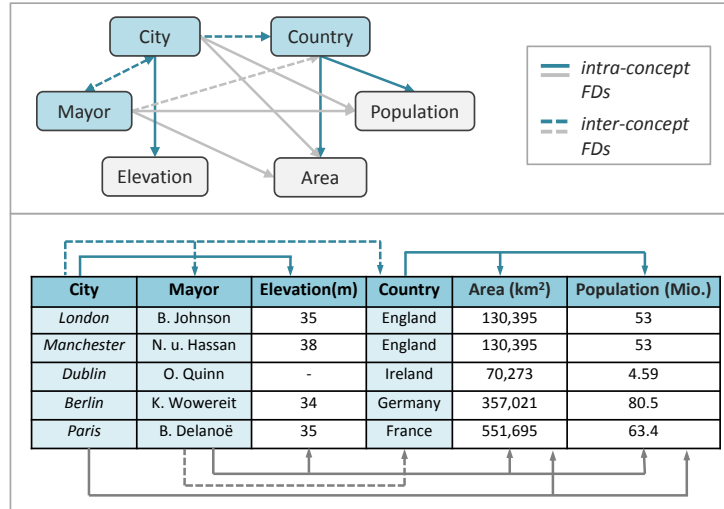 City
Country
Mayor
Population
Elevation
Area
intra-concept
FDs
inter-concept
FDs
City Mayor Elevation(m) Country Area (km²) Population (Mio.)
London B. Johnson 35 England 130,395 53
Manchester N. u. Hassan 38 England 130,395 53
Dublin O. Quinn - Ireland 70,273 4.59
Berlin K. Wowereit 34 Germany 357,021 80.5
Paris B. Delanoë 35 France 551,695 63.4